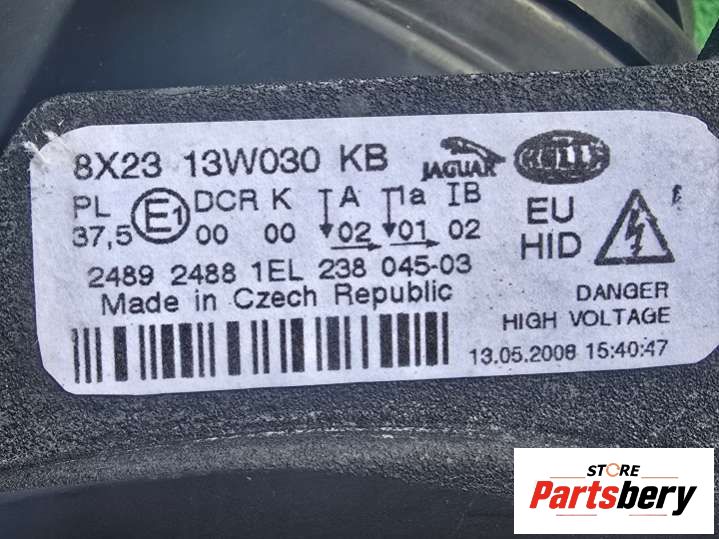 8X23 13W030 KB JAGUAR HELLA
PL E1 DCR K A 1a IB EU
37,5 00 00 02 01 02 HID
2489 2488 1EL 238 045-03
Made in Czech Republic
DANGER
HIGH VOLTAGE
13.05.2008 15:40:47
STORE
Partsbery